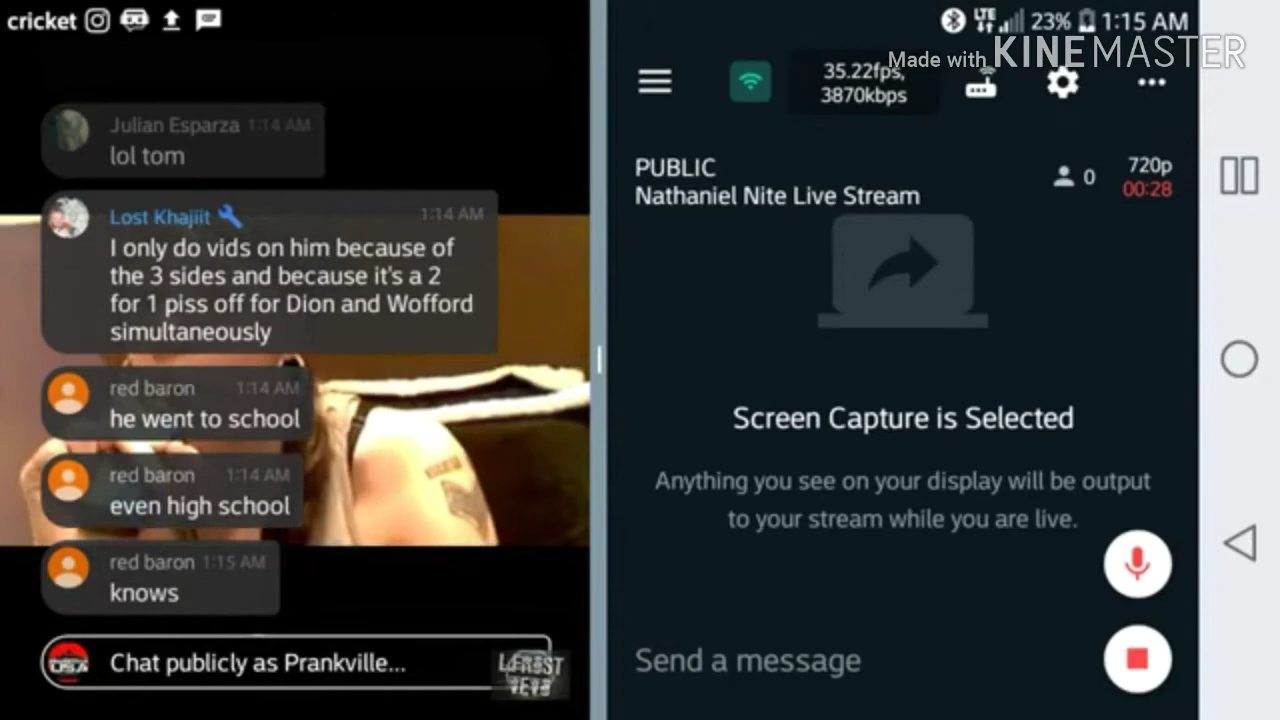 cricket
LTE
23%
1:15 AM
Made with KINEMASTER
35.22fps,
3870kbps
Julian Esparza 1:14 AM
lol tom
PUBLIC
Nathaniel Nite Live Stream
0
720p
00:28
Lost Khajiit 1:14 AM
I only do vids on him because of
the 3 sides and because it's a 2
for 1 piss off for Dion and Wofford
simultaneously
red baron 1:14 AM
he went to school
red baron 1:14 AM
even high school
red baron 1:15 AM
knows
Chat publicly as Prankville...
Screen Capture is Selected
Anything you see on your display will be output
to your stream while you are live.
Send a message